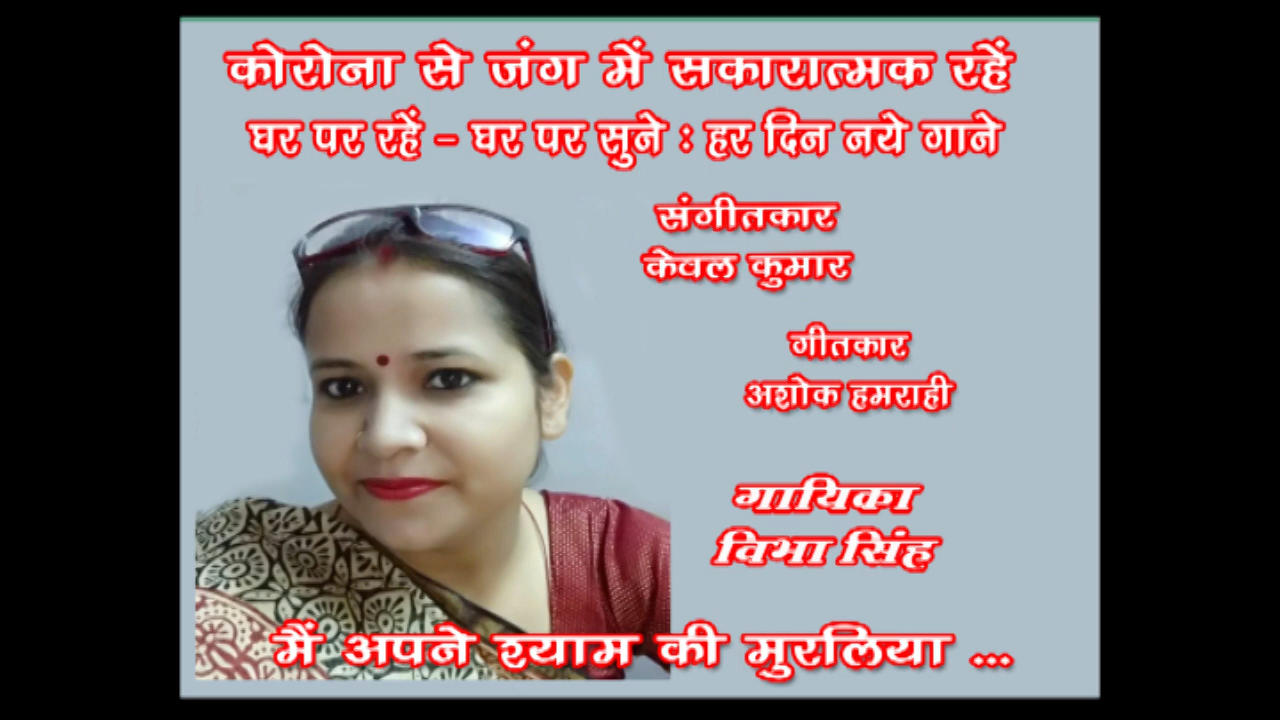 कोरोना से जंग में सकारात्मक रहें
घर पर रहें - घर पर सुने : हर दिन नये गाने
संगीतकार
केवल कुमार
गीतकार
अशोक हमराही
गायिका
विभा सिंह
मैं अपने श्याम की मुरलिया ...